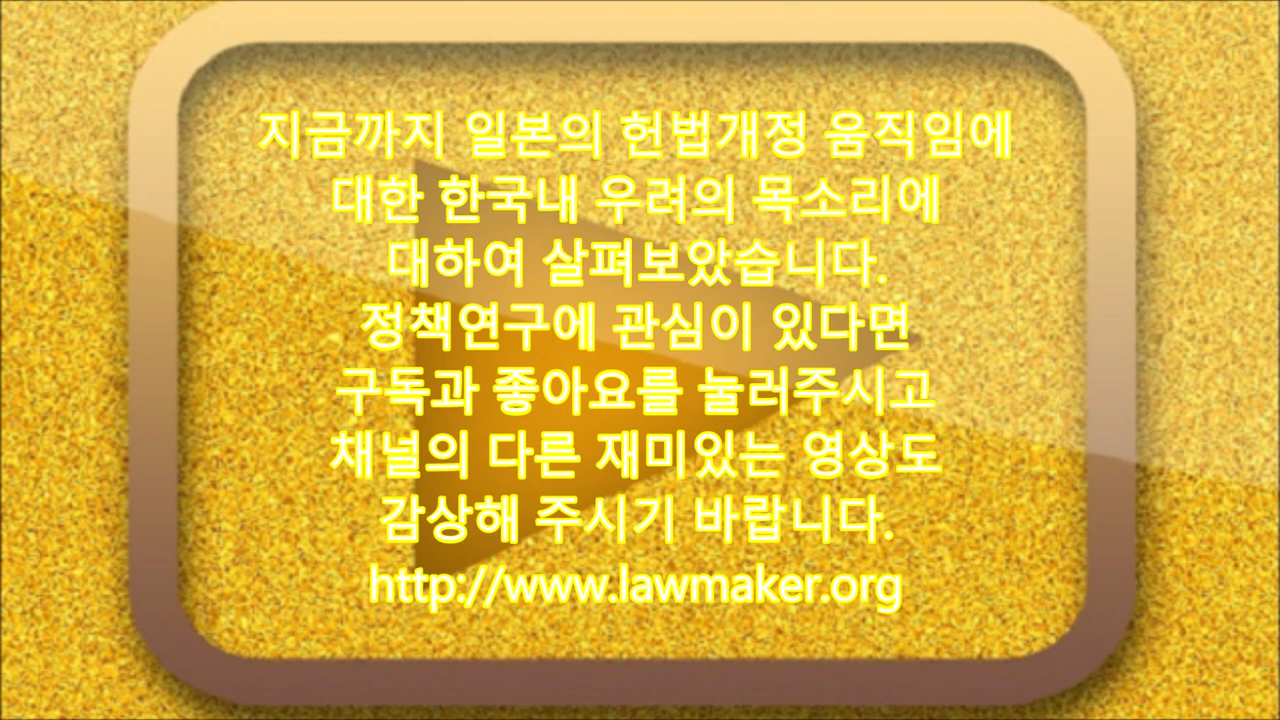 지금까지 일본의 헌법개정 움직임에
대한 한국내 우려의 목소리에
대하여 살펴보았습니다.
정책연구에 관심이 있다면
구독과 좋아요를 눌러주시고
채널의 다른 재미있는 영상도
감상해 주시기 바랍니다.
http://www.lawmaker.org